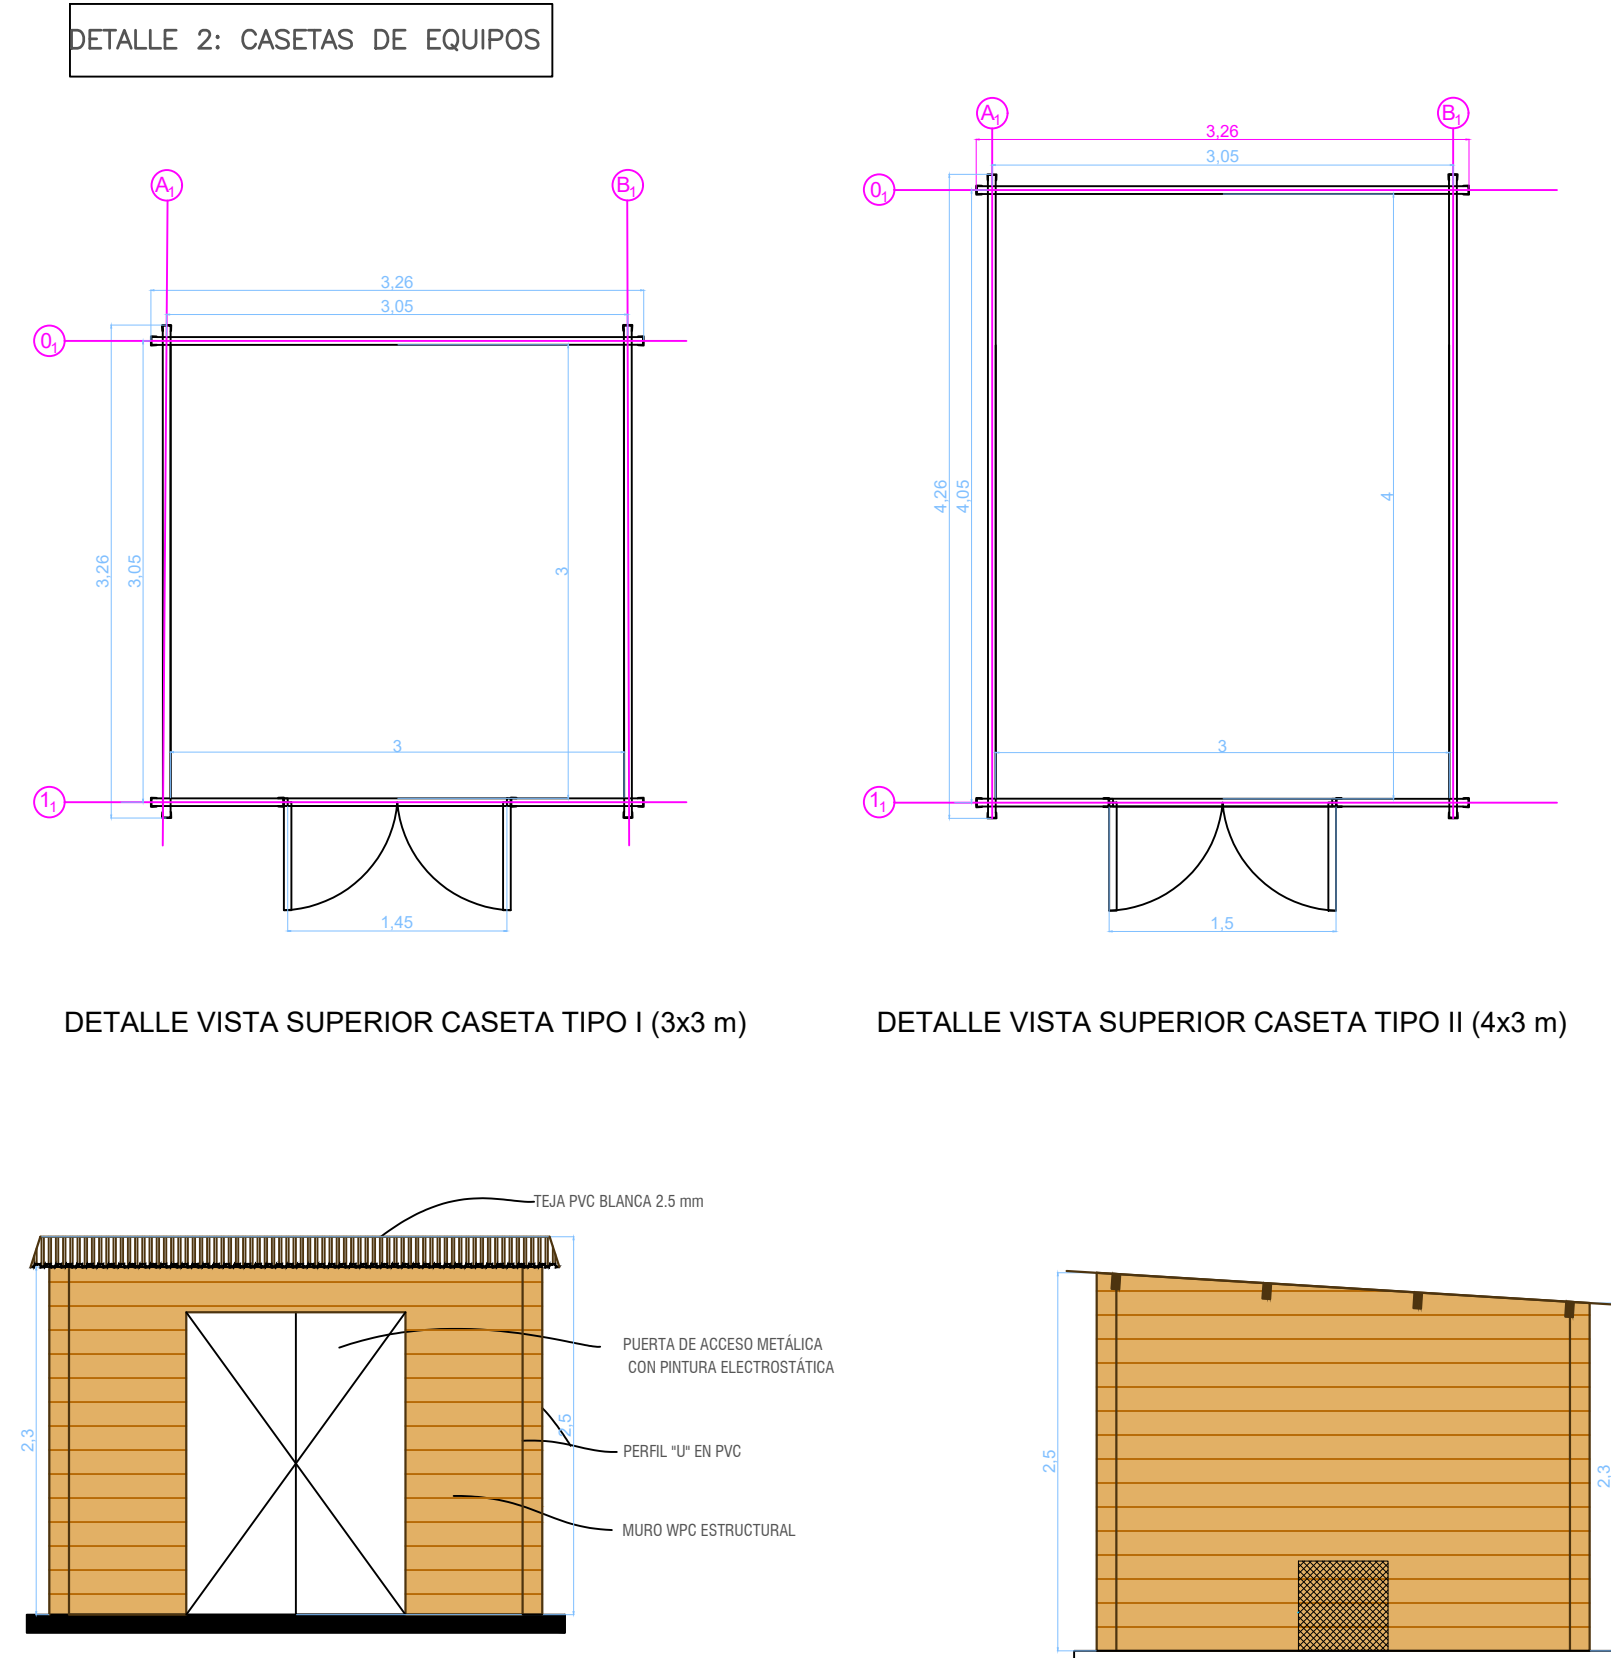 DETALLE 2: CASETAS DE EQUIPOS
A1
B1
3,26
3,05
01
3,26
3,05
3
3
11
1,45
DETALLE VISTA SUPERIOR CASETA TIPO I (3x3 m)
A1
B1
3,26
3,05
01
4,26
4,05
4
3
11
1,5
DETALLE VISTA SUPERIOR CASETA TIPO II (4x3 m)
TEJA PVC BLANCA 2.5 mm
PUERTA DE ACCESO METÁLICA
CON PINTURA ELECTROSTÁTICA
2,3
2,5
PERFIL "U" EN PVC
MURO WPC ESTRUCTURAL
2,5
2,3